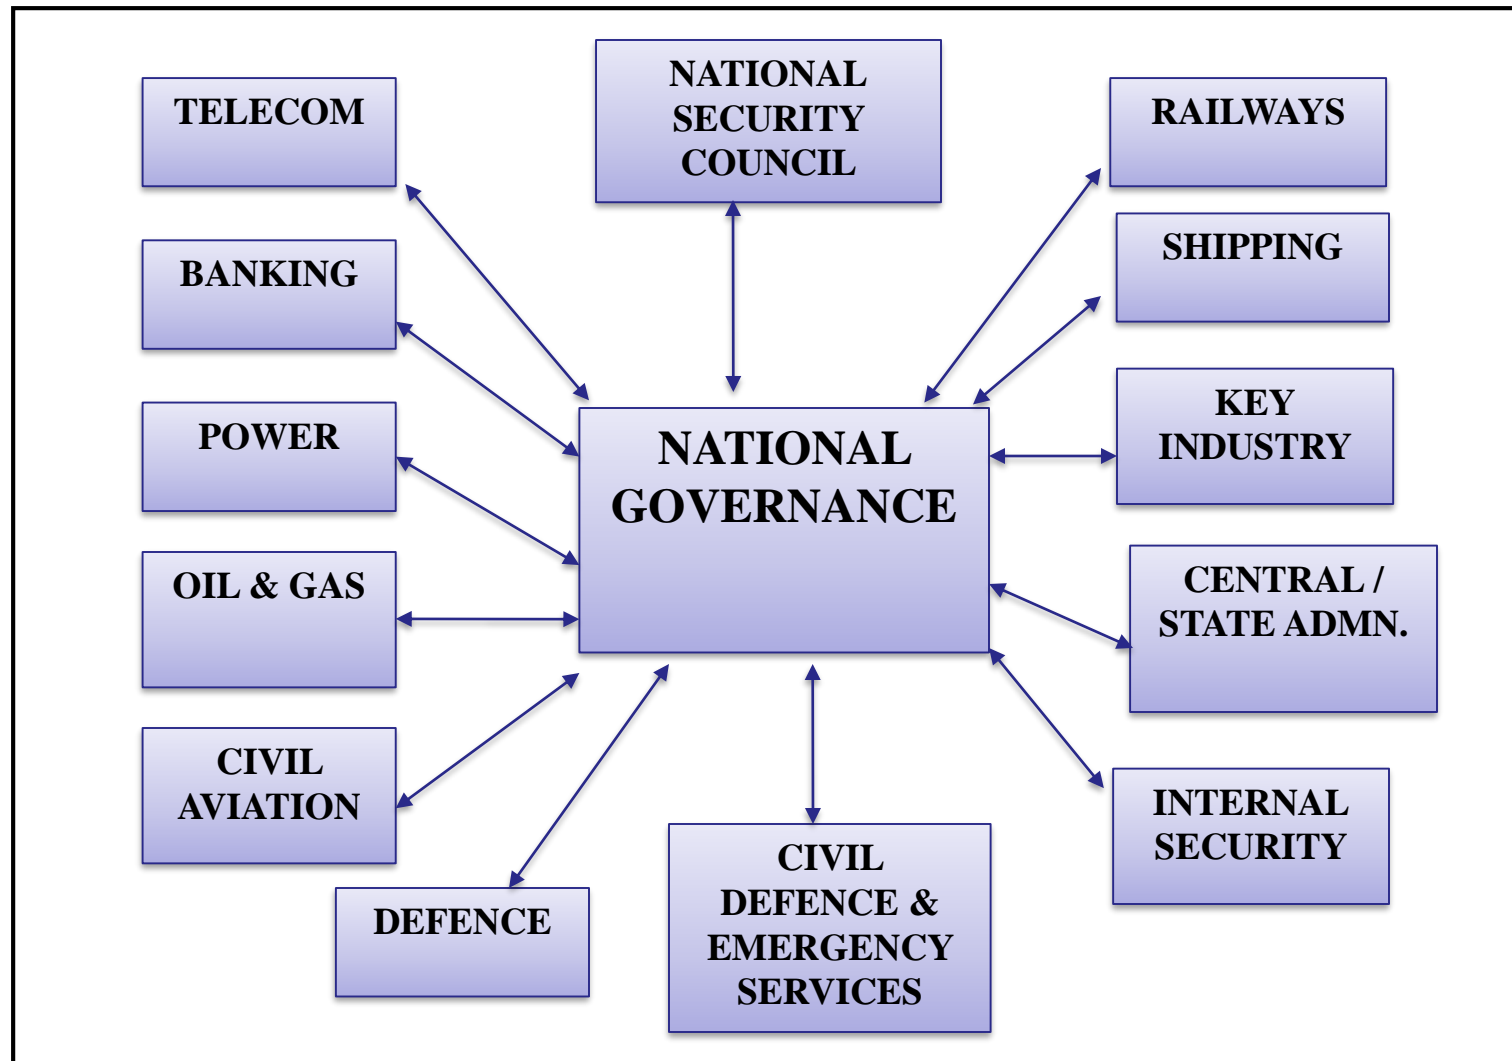 NATIONAL
SECURITY
COUNCIL
TELECOM
RAILWAYS
BANKING
SHIPPING
POWER
NATIONAL
GOVERNANCE
KEY
INDUSTRY
OIL & GAS
CENTRAL /
STATE ADMN.
CIVIL
AVIATION
INTERNAL
SECURITY
DEFENCE
CIVIL
DEFENCE &
EMERGENCY
SERVICES